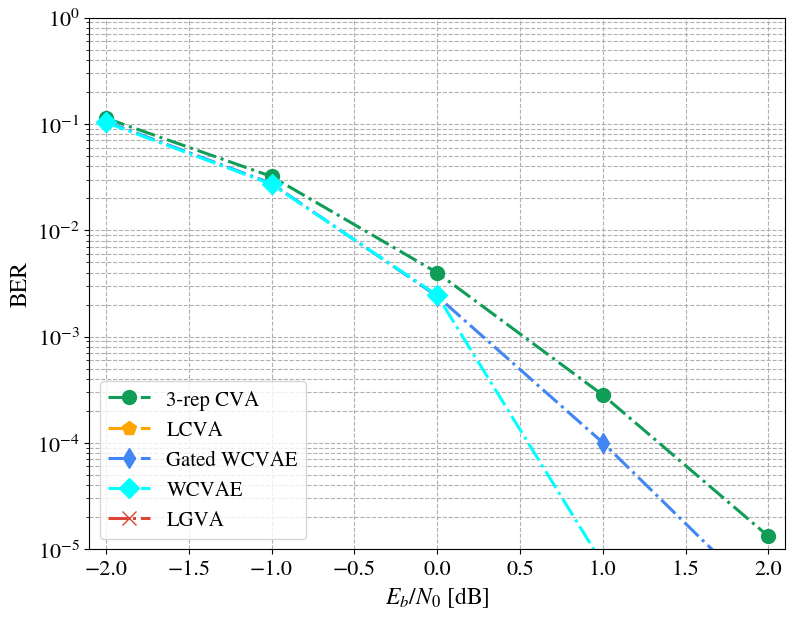 10⁰
10⁻¹
10⁻²
10⁻³
10⁻⁴
10⁻⁵
BER
3-rep CVA
LCVA
Gated WCVAE
WCVAE
LGVA
−2.0 −1.5 −1.0 −0.5 0.0 0.5 1.0 1.5 2.0
E_b/N_0 [dB]